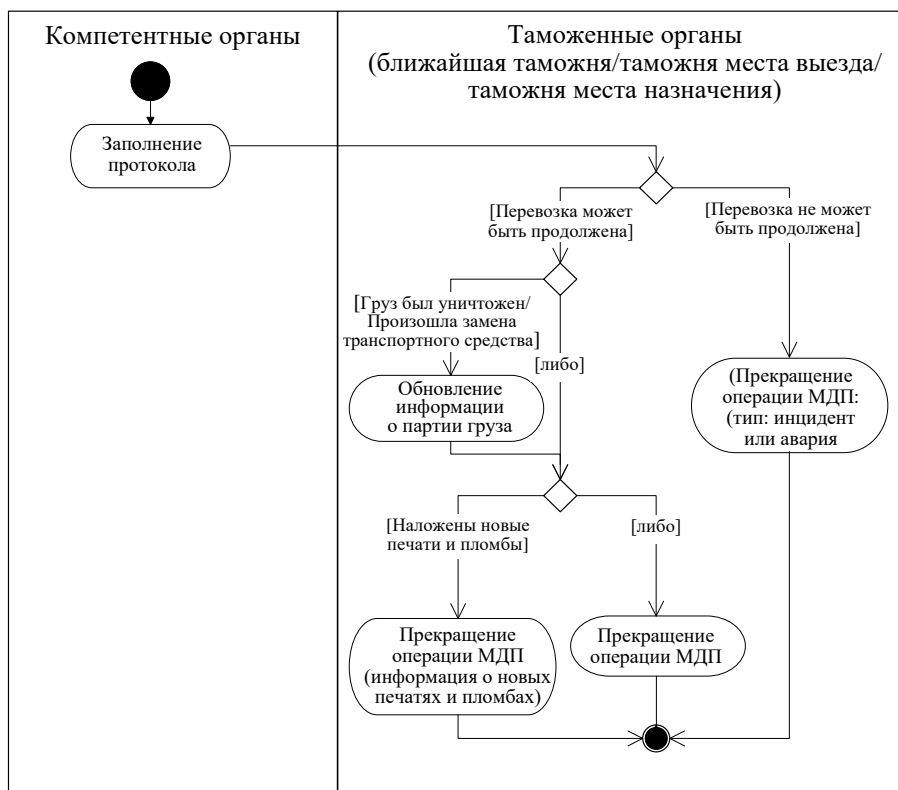 Компетентные органы
Таможенные органы
(ближайшая таможня/таможня места выезда/
таможня места назначения)
Заполнение
протокола
[Перевозка может
быть продолжена]
[Перевозка не может
быть продолжена]
[Груз был уничтожен/
Произошла замена
транспортного средства]
[либо]
Обновление
информации
о партии груза
(Прекращение
операции МДП:
(тип: инцидент
или авария
[Наложены новые
печати и пломбы]
[либо]
Прекращение
операции МДП
(информация о новых
печатях и пломбах)
Прекращение
операции МДП